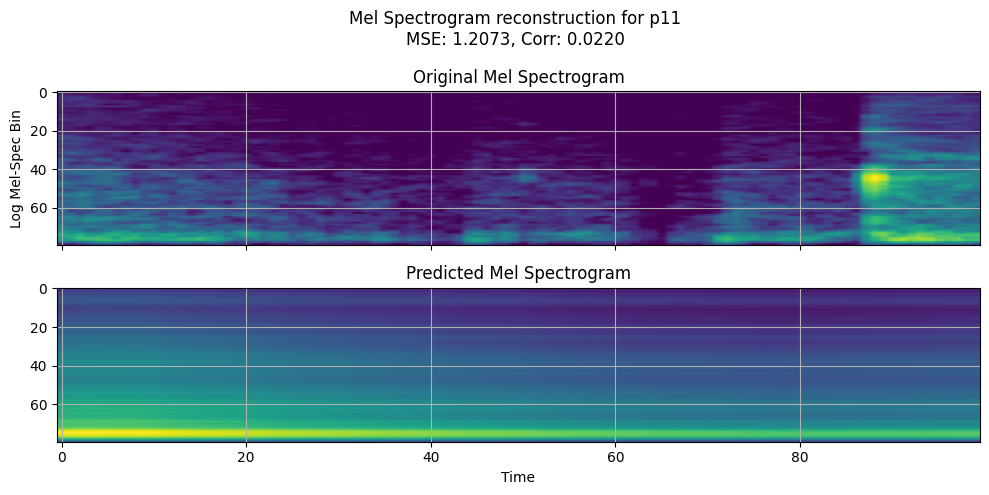 Mel Spectrogram reconstruction for p11
MSE: 1.2073, Corr: 0.0220
Original Mel Spectrogram
0
20
40
60
Log Mel-Spec Bin
Predicted Mel Spectrogram
0
20
40
60
0 20 40 60 80
Time